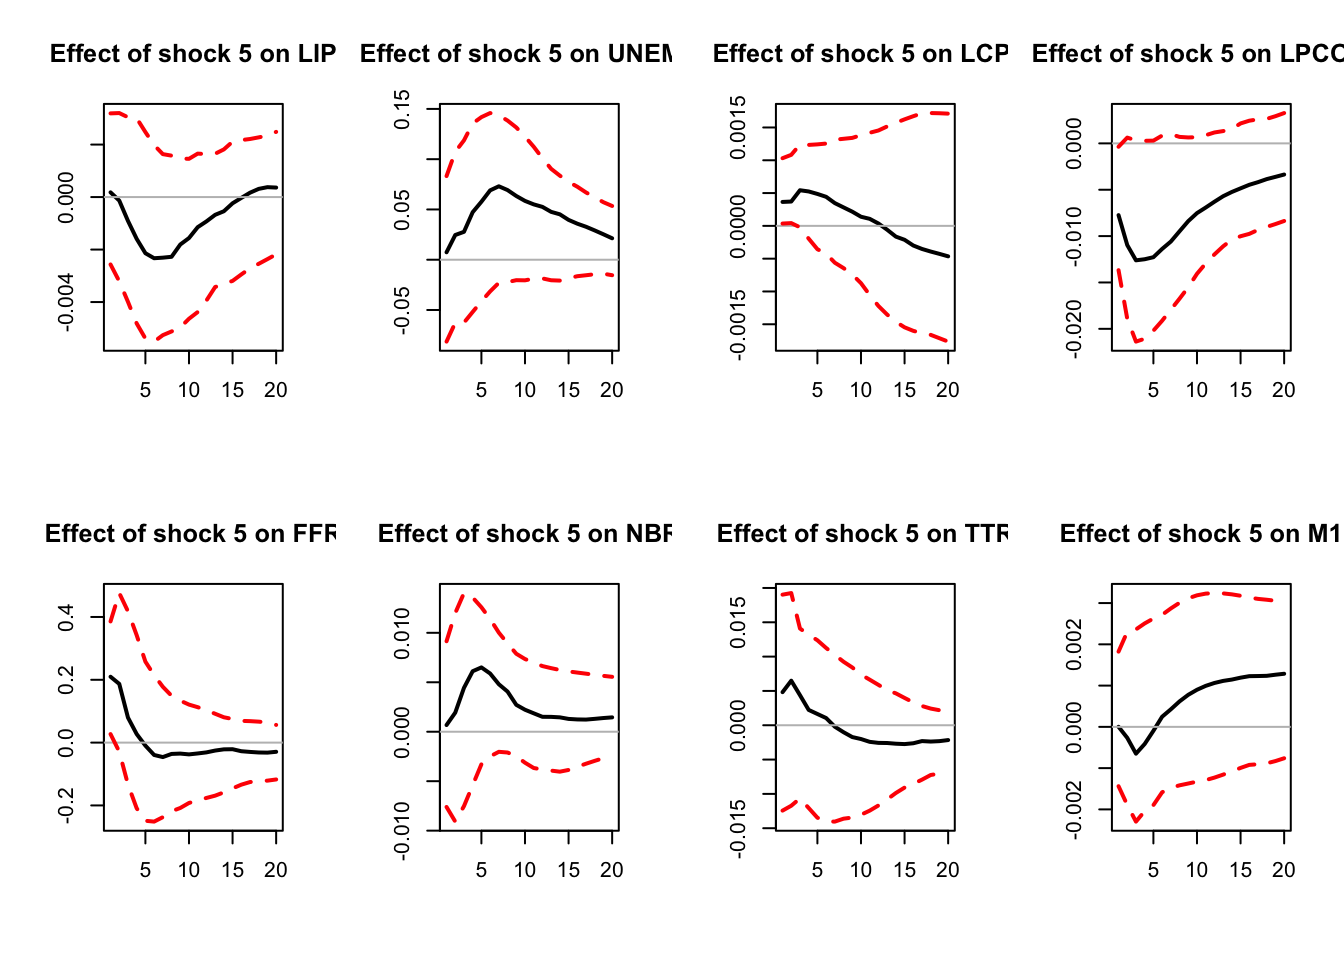 Effect of shock 5 on LIP
Effect of shock 5 on UNEM
Effect of shock 5 on LCP
Effect of shock 5 on LPCO
0.000
-0.004
5 10 15 20
0.15
0.05
-0.05
5 10 15 20
0.0015
0.0000
-0.0015
5 10 15 20
0.000
-0.010
-0.020
5 10 15 20
Effect of shock 5 on FFR
Effect of shock 5 on NBR
Effect of shock 5 on TTR
Effect of shock 5 on M1
0.4
0.2
0.0
-0.2
5 10 15 20
0.010
0.000
-0.010
5 10 15 20
0.015
0.000
-0.015
5 10 15 20
0.002
0.000
-0.002
5 10 15 20